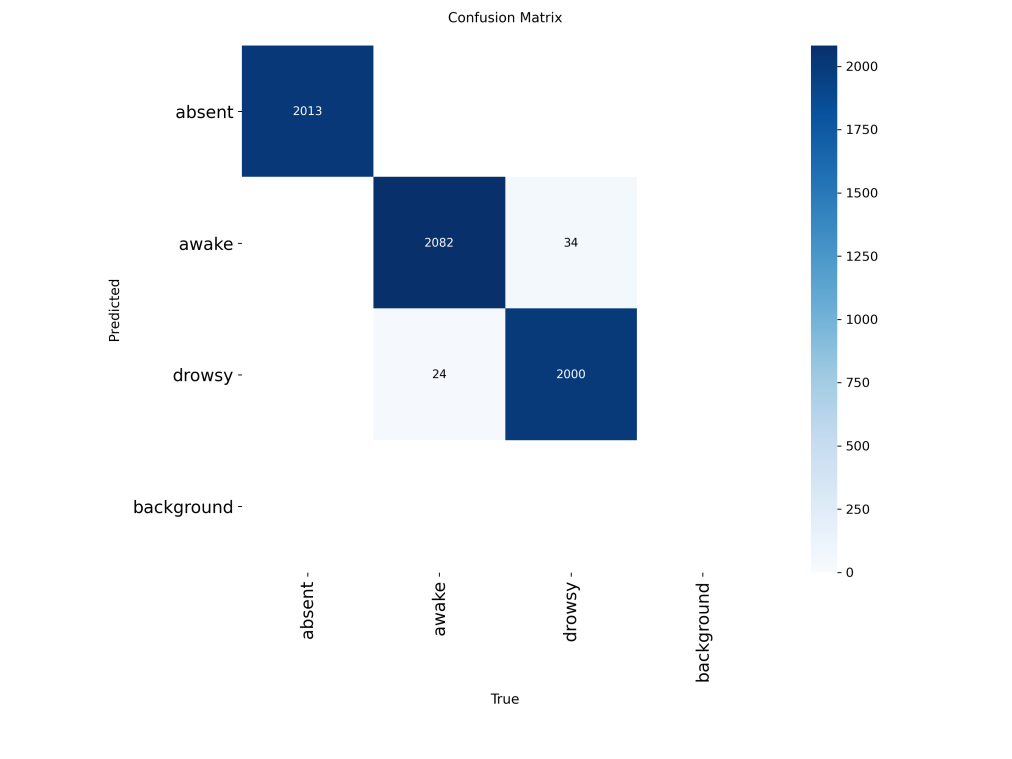 Confusion Matrix
absent
2013
awake
2082
34
drowsy
24
2000
background
Predicted
absent
awake
drowsy
background
True
2000
1750
1500
1250
1000
750
500
250
0